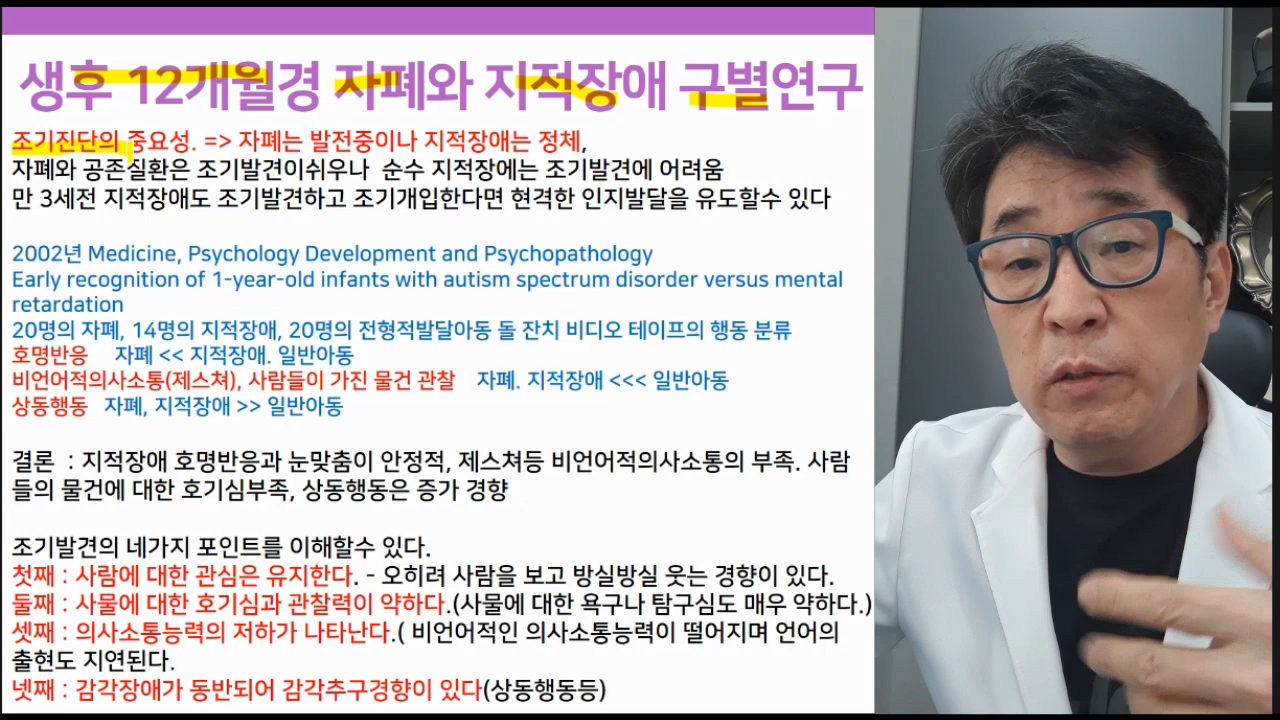 생후 12개월경 자폐와 지적장애 구별연구
조기진단의 중요성. => 자폐는 발전중이나 지적장애는 정체,
자폐와 공존질환은 조기발견이쉬우나 순수 지적장에는 조기발견에 어려움
만 3세전 지적장애도 조기발견하고 조기개입한다면 현격한 인지발달을 유도할수 있다
2002년 Medicine, Psychology Development and Psychopathology
Early recognition of 1-year-old infants with autism spectrum disorder versus mental
retardation
20명의 자폐, 14명의 지적장애, 20명의 전형적발달아동 돌 잔치 비디오 테이프의 행동 분류
호명반응 자폐 << 지적장애. 일반아동
비언어적의사소통(제스쳐), 사람들이 가진 물건 관찰 자폐. 지적장애 <<< 일반아동
상동행동 자폐, 지적장애 >> 일반아동
결론 : 지적장애 호명반응과 눈맞춤이 안정적, 제스쳐등 비언어적의사소통의 부족. 사람
들의 물건에 대한 호기심부족, 상동행동은 증가 경향
조기발견의 네가지 포인트를 이해할수 있다.
첫째 : 사람에 대한 관심은 유지한다. - 오히려 사람을 보고 방실방실 웃는 경향이 있다.
둘째 : 사물에 대한 호기심과 관찰력이 약하다.(사물에 대한 욕구나 탐구심도 매우 약하다.)
셋째 : 의사소통능력의 저하가 나타난다.( 비언어적인 의사소통능력이 떨어지며 언어의
출현도 지연된다.
넷째 : 감각장애가 동반되어 감각추구경향이 있다(상동행동등)